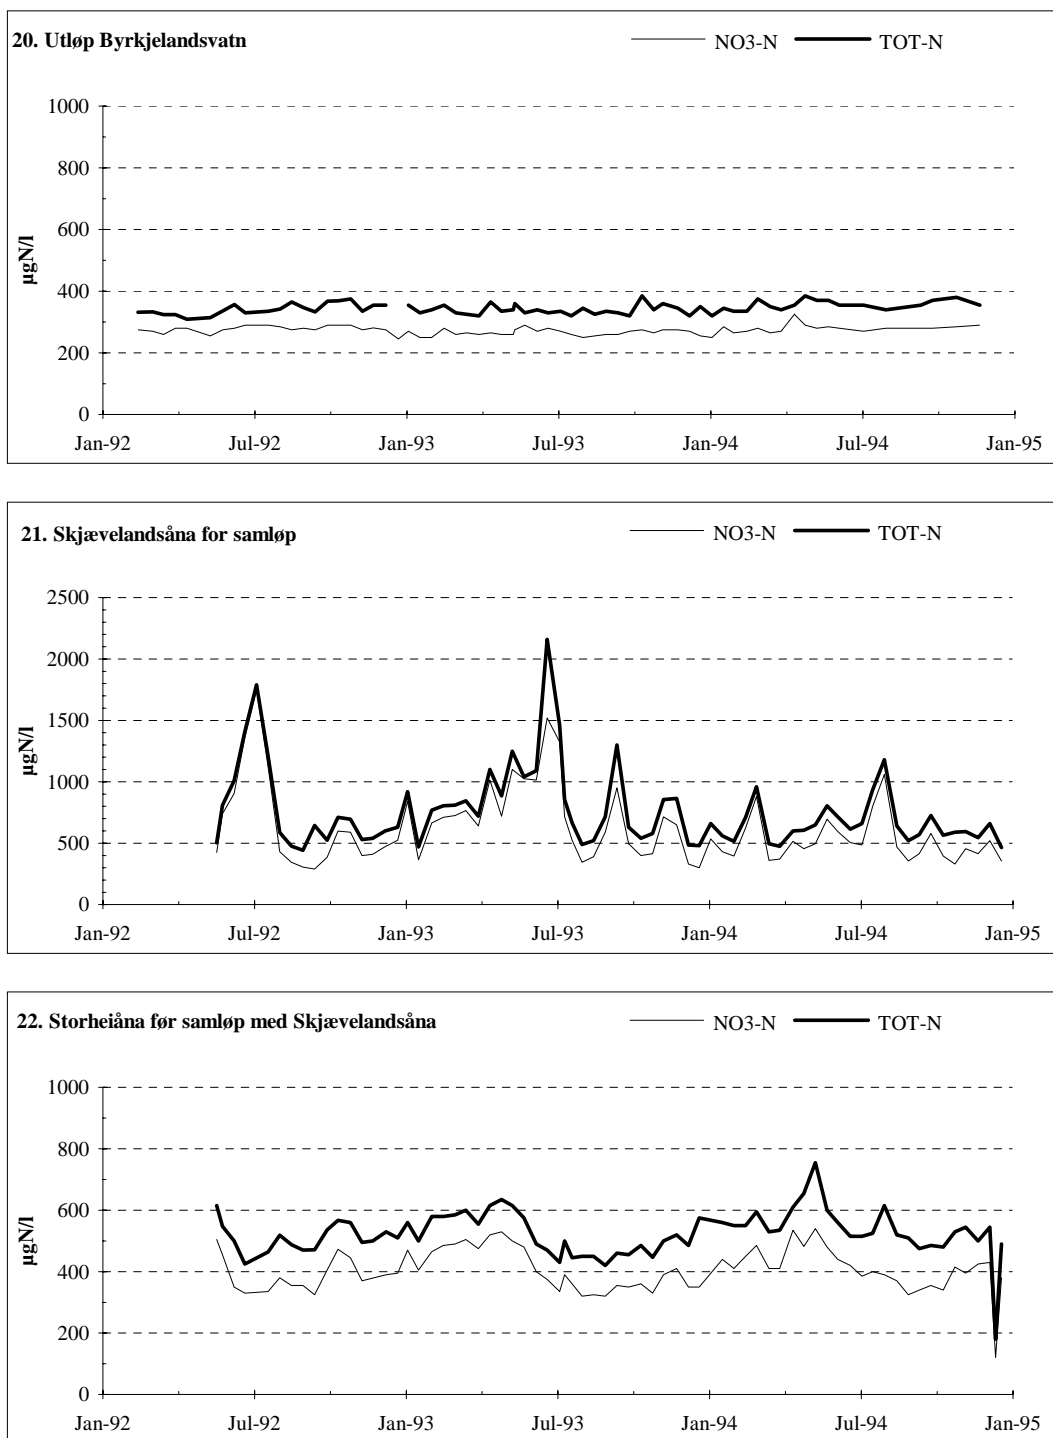 20. Utløp Byrkjelandsvatn
NO3-N TOT-N
1000
800
600
400
200
0
µgN/l
Jan-92 Jul-92 Jan-93 Jul-93 Jan-94 Jul-94 Jan-95
21. Skjævelandsåna for samløp
NO3-N TOT-N
2500
2000
1500
1000
500
0
µgN/l
Jan-92 Jul-92 Jan-93 Jul-93 Jan-94 Jul-94 Jan-95
22. Storheiåna før samløp med Skjævelandsåna
NO3-N TOT-N
1000
800
600
400
200
0
µgN/l
Jan-92 Jul-92 Jan-93 Jul-93 Jan-94 Jul-94 Jan-95